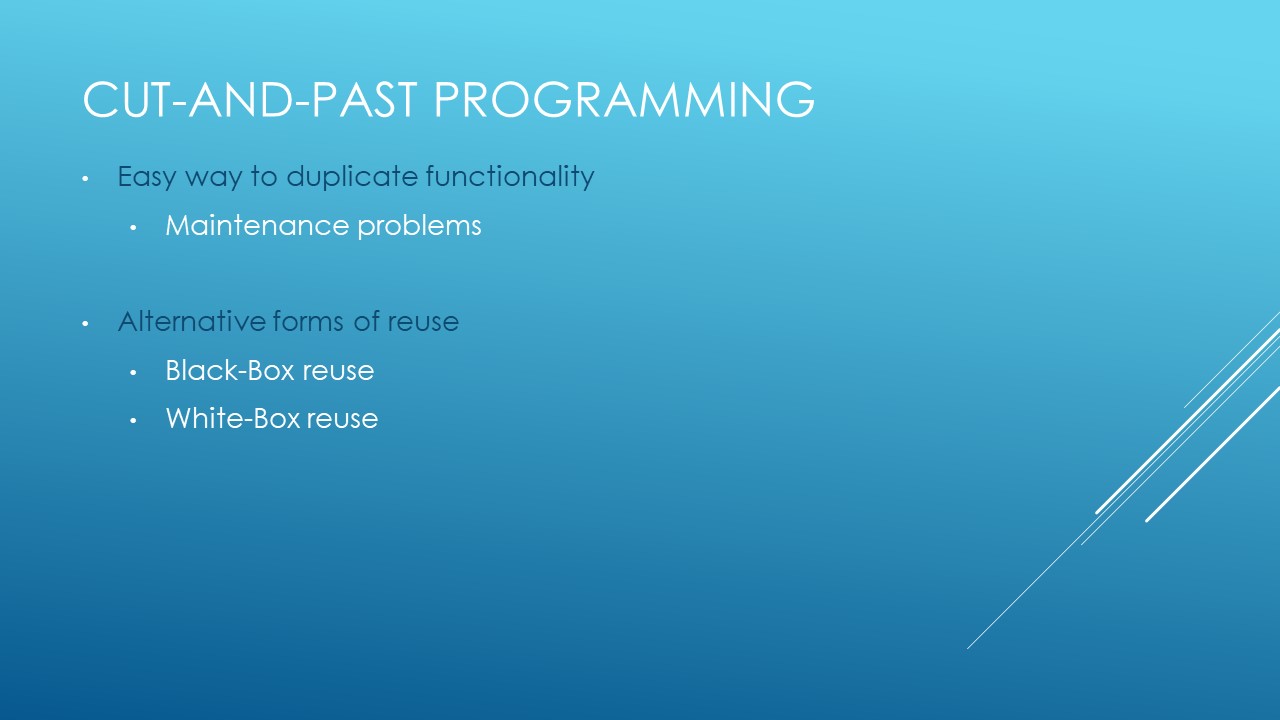 CUT-AND-PAST PROGRAMMING
• Easy way to duplicate functionality
• Maintenance problems
• Alternative forms of reuse
• Black-Box reuse
• White-Box reuse